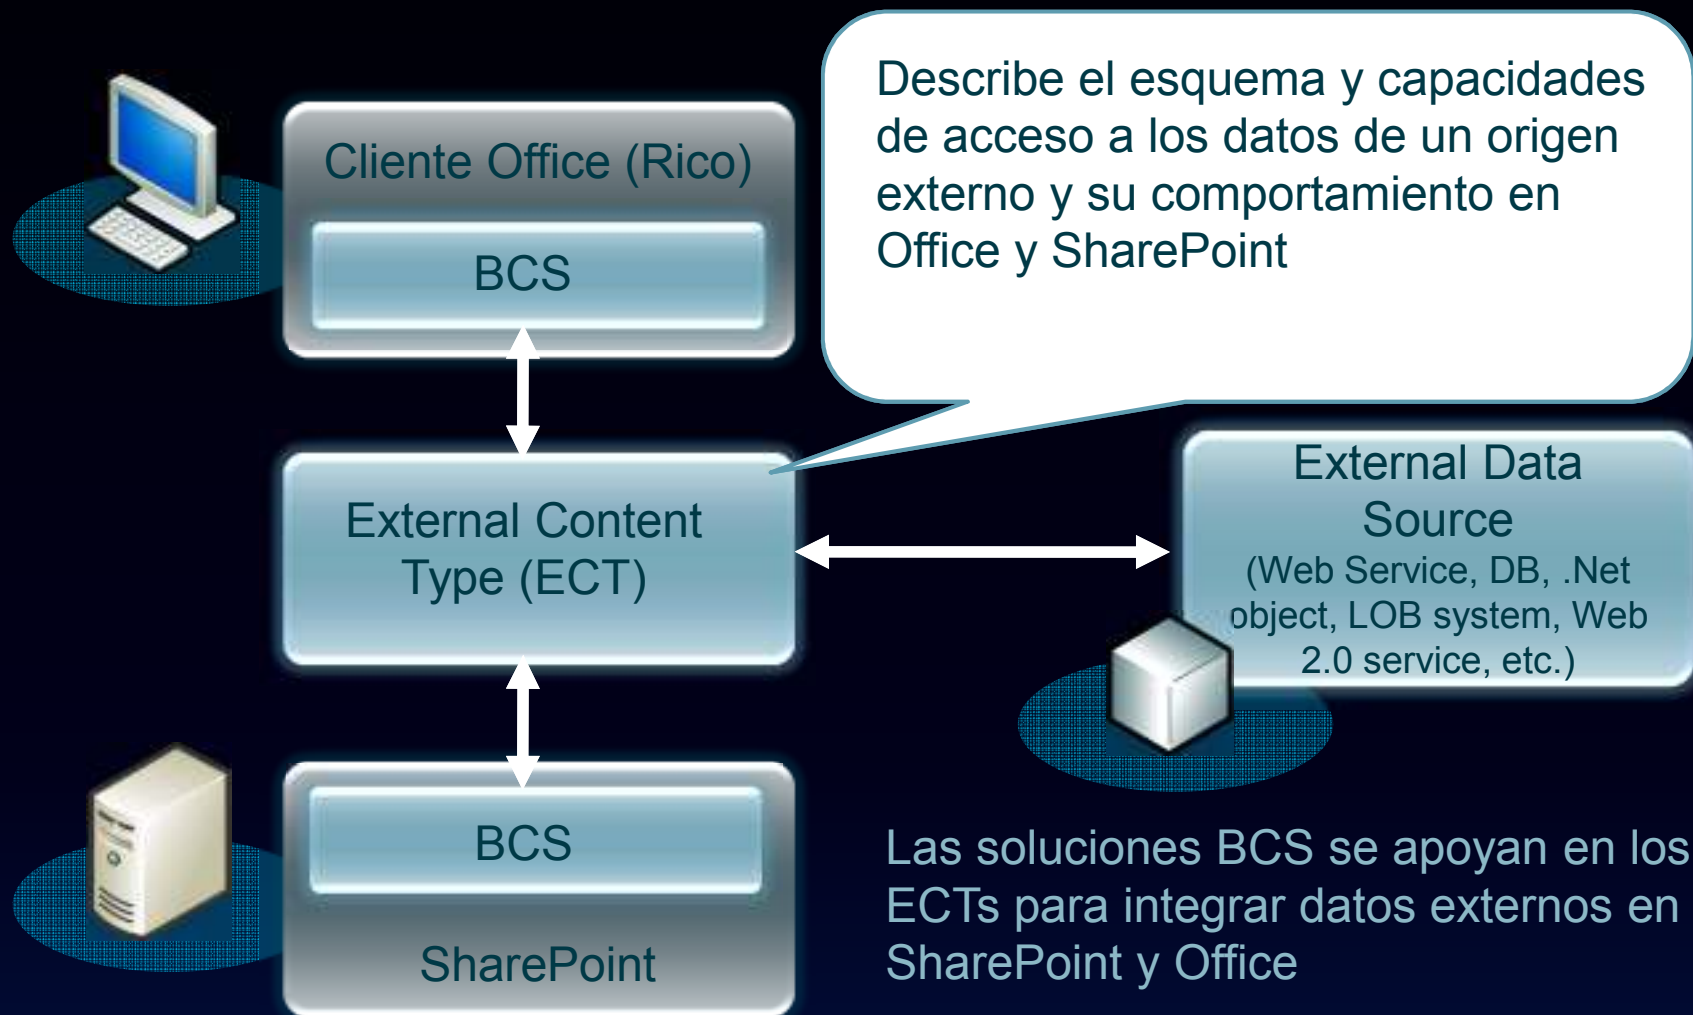 Describe el esquema y capacidades
de acceso a los datos de un origen
externo y su comportamiento en
Office y SharePoint
Cliente Office (Rico)
BCS
External Content
Type (ECT)
External Data
Source
(Web Service, DB, .Net
object, LOB system, Web
2.0 service, etc.)
BCS
SharePoint
Las soluciones BCS se apoyan en los
ECTs para integrar datos externos en
SharePoint y Office